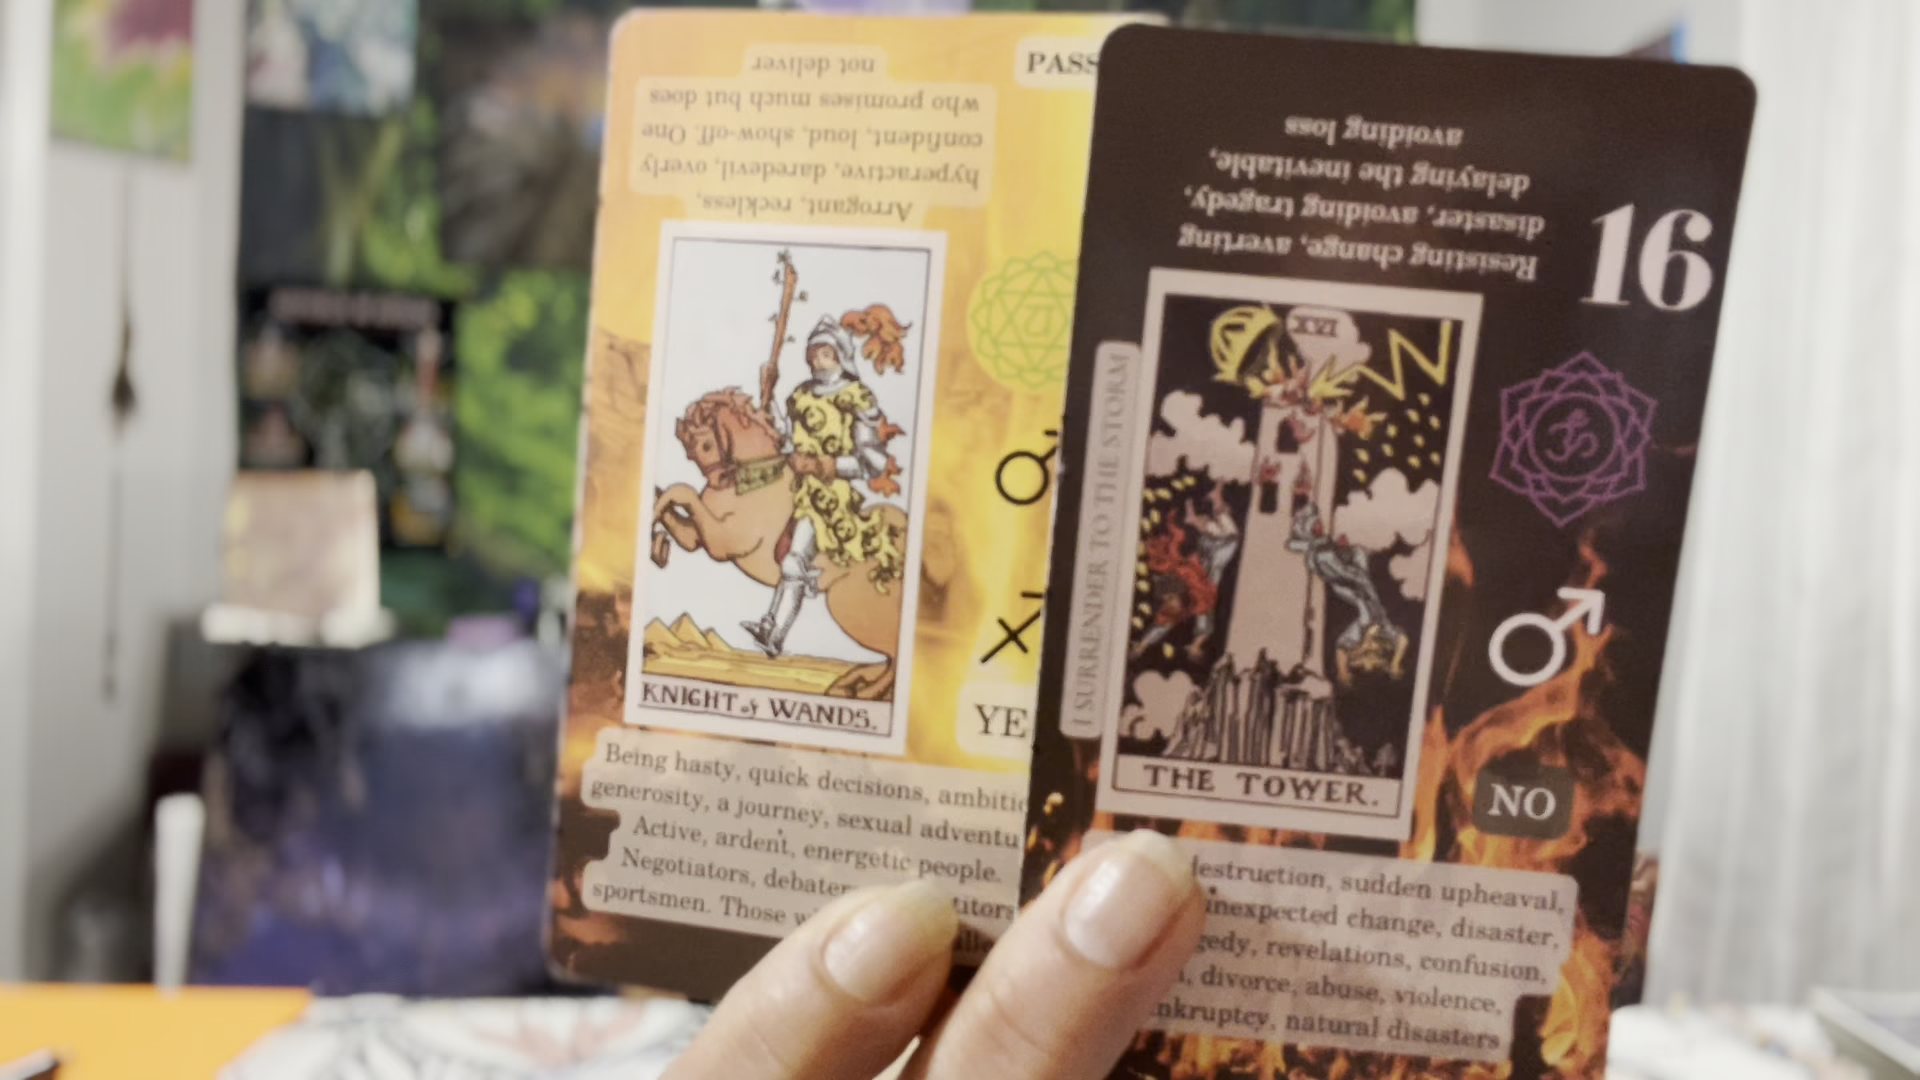 not deliver
who promises much but does
confident, loud, show-off. One
hyperactive, daredevil, overly
Arrogant, reckless,
PASS
KNIGHT of WANDS.
YE
Being hasty, quick decisions, ambitio
generosity, a journey, sexual adventu
Active, ardent, energetic people.
Negotiators, debater titors
sportsmen. Those w
avoiding loss
delaying the inevitable,
disaster, avoiding tragedy,
Resisting change, averting
16
I SURRENDER TO THE STORM
XVI
THE TOWER.
NO
destruction, sudden upheaval,
unexpected change, disaster,
gedy, revelations, confusion,
, divorce, abuse, violence,
nkruptcy, natural disasters